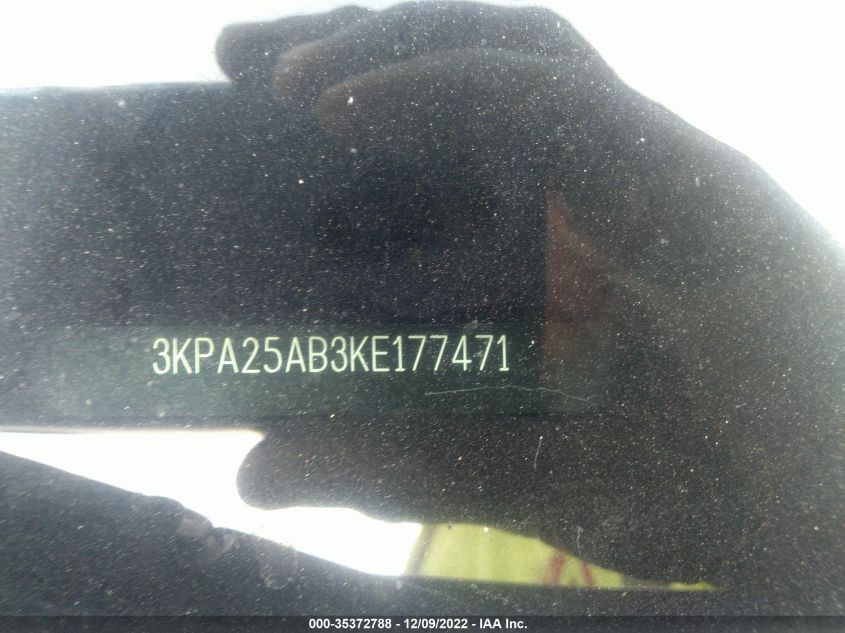 3KPA25AB3KE177471
000-35372788 - 12/09/2022 - IAA Inc.